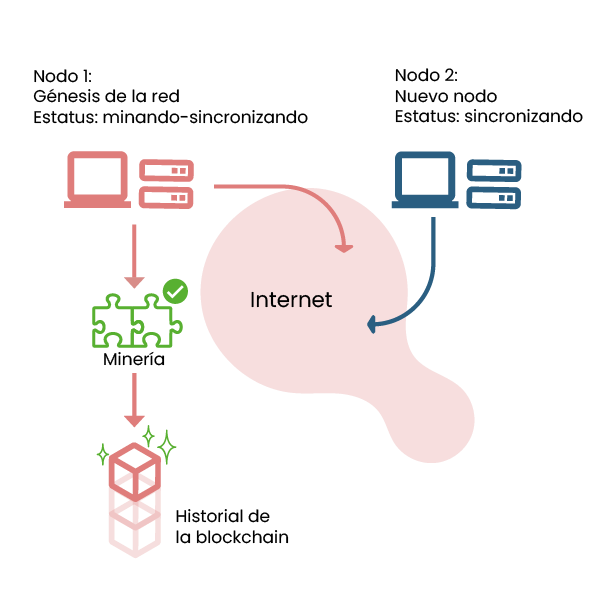 Nodo 1:
Génesis de la red
Estatus: minando-sincronizando
Nodo 2:
Nuevo nodo
Estatus: sincronizando
Internet
Minería
Historial de
la blockchain